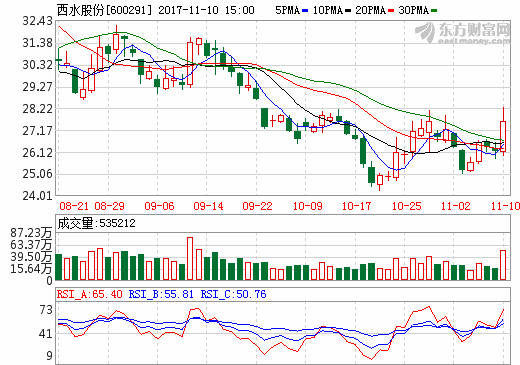 西水股份[600291] 2017-11-10 15:00 5PMA 10PMA 20PMA 30PMA
东方财富网
eastmoney.com
32.43
31.38
30.32
29.27
28.22
27.17
26.12
25.06
24.01
08-21 08-29 09-06 09-14 09-22 10-09 10-17 10-25 11-02 11-10
成交量:535212
87.23万
63.37万
39.50万
15.64万
0
RSI_A:65.40 RSI_B:55.81 RSI_C:50.76
73
41
9